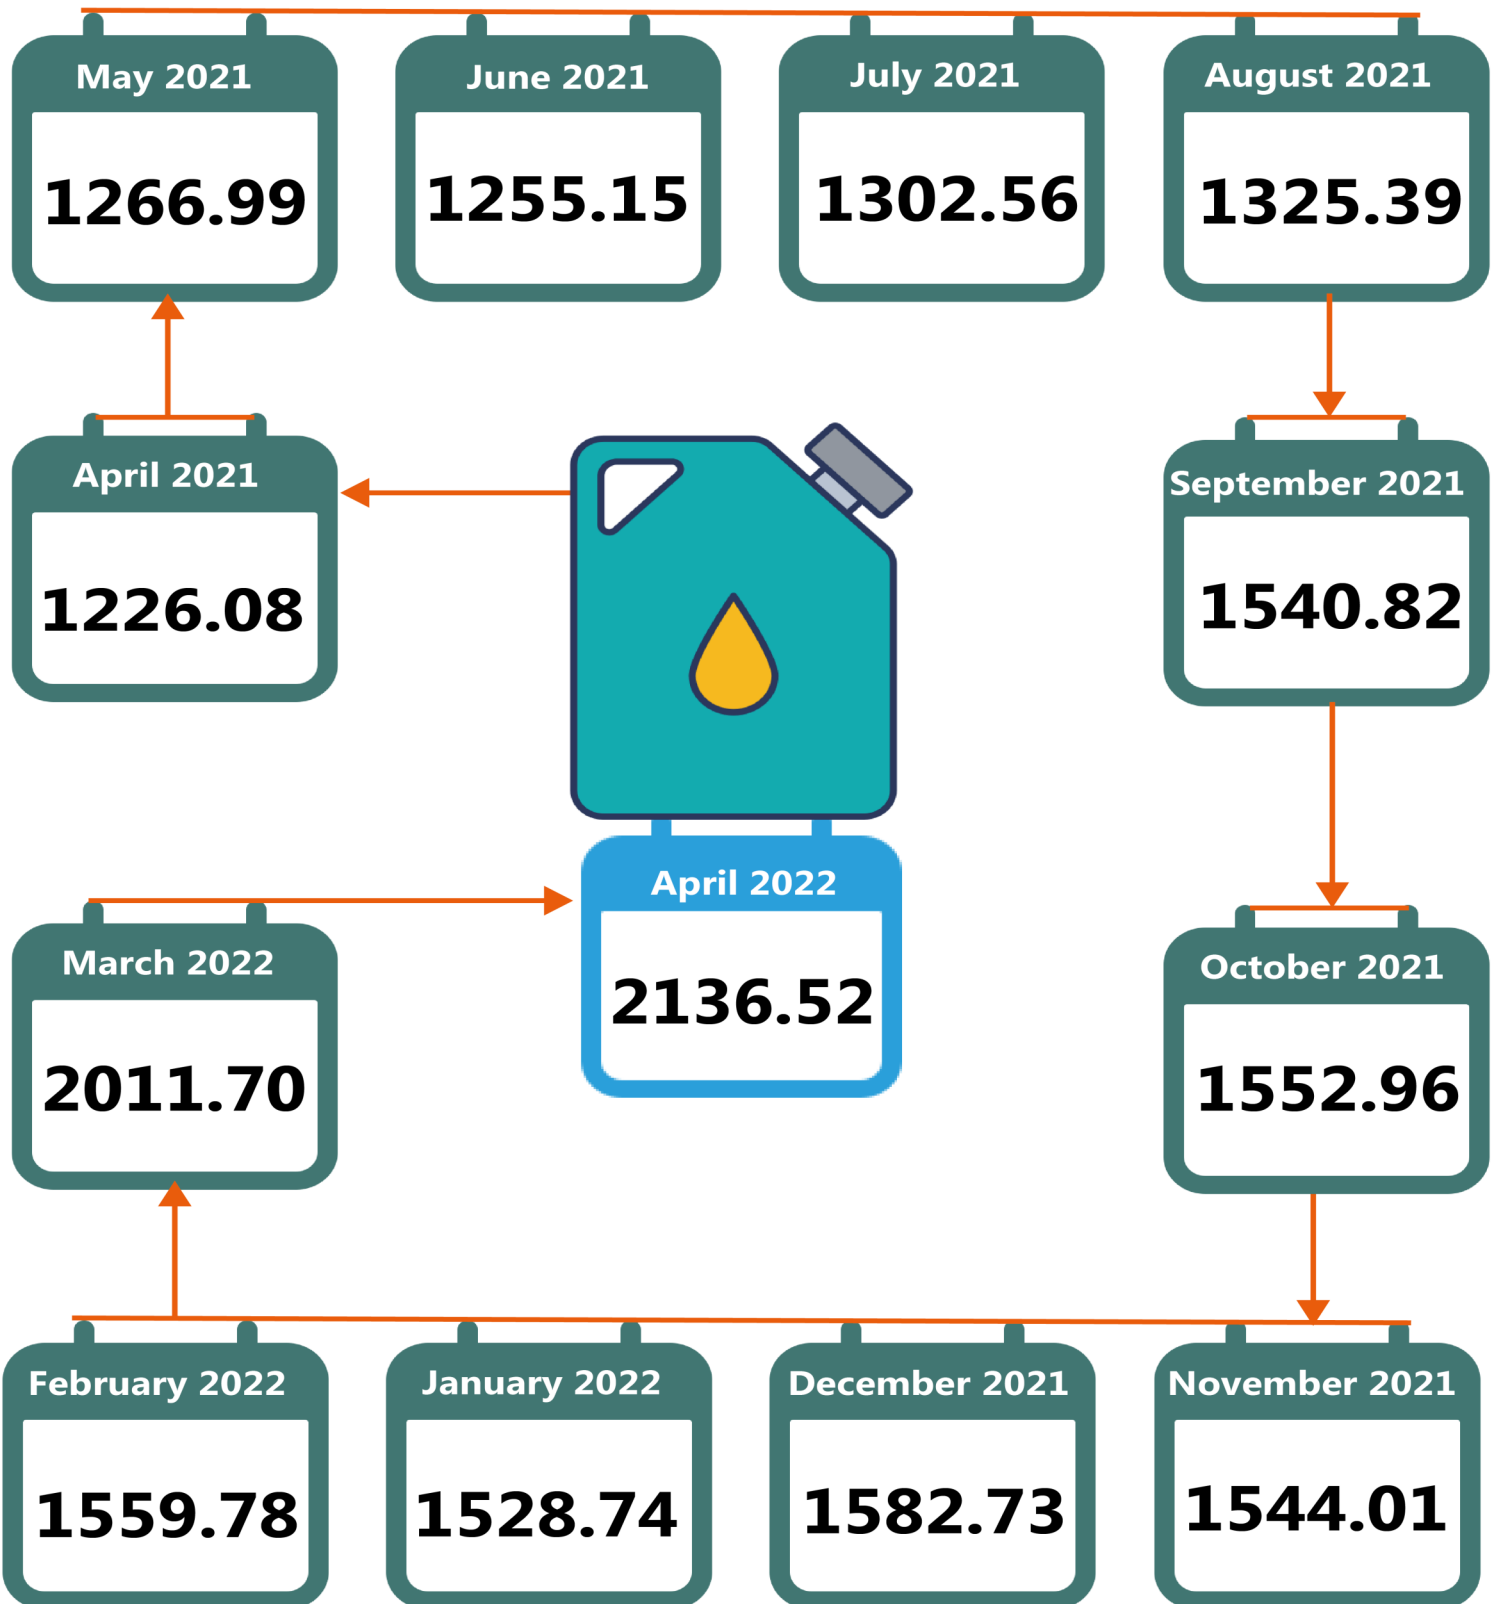 May 2021
1266.99
June 2021
1255.15
July 2021
1302.56
August 2021
1325.39
April 2021
1226.08
September 2021
1540.82
April 2022
2136.52
March 2022
2011.70
October 2021
1552.96
February 2022
1559.78
January 2022
1528.74
December 2021
1582.73
November 2021
1544.01